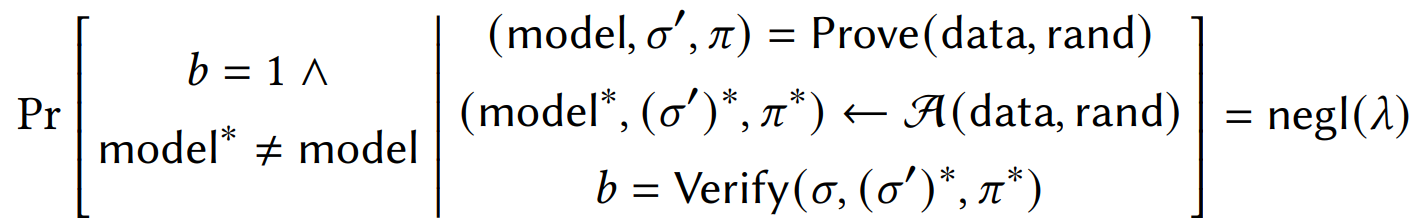 Pr [ b = 1 ∧ model* ≠ model | (model, σ′, π) = Prove(data, rand)
(model*, (σ′)*, π*) ← 𝒜(data, rand)
b = Verify(σ, (σ′)*, π*) ] = negl(λ)